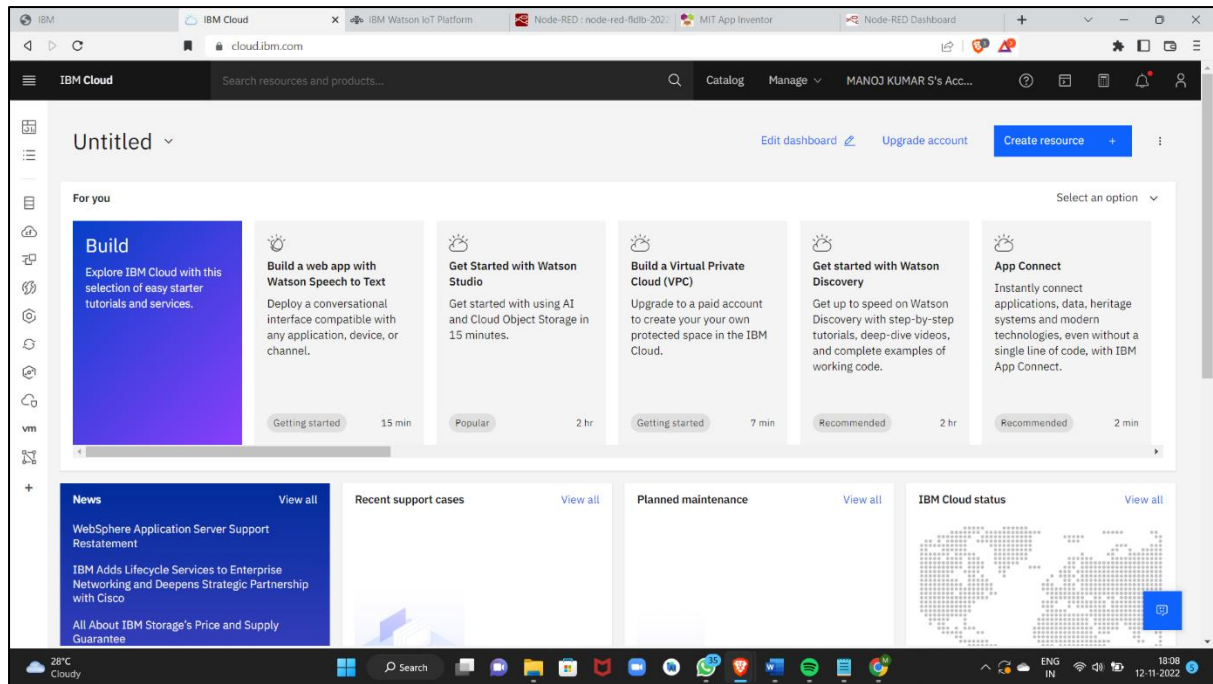 IBM
IBM Cloud
IBM Watson IoT Platform
Node-RED : node-red-fldlb-2022
MIT App Inventor
Node-RED Dashboard
cloud.ibm.com
IBM Cloud
Search resources and products...
Catalog
Manage
MANOJ KUMAR S's Acc...
Untitled
Edit dashboard
Upgrade account
Create resource +
For you
Select an option
Build
Explore IBM Cloud with this
selection of easy starter
tutorials and services.
Build a web app with
Watson Speech to Text
Deploy a conversational
interface compatible with
any application, device, or
channel.
Getting started 15 min
Get Started with Watson
Studio
Get started with using AI
and Cloud Object Storage in
15 minutes.
Popular 2 hr
Build a Virtual Private
Cloud (VPC)
Upgrade to a paid account
to create your your own
protected space in the IBM
Cloud.
Getting started 7 min
Get started with Watson
Discovery
Get up to speed on Watson
Discovery with step-by-step
tutorials, deep-dive videos,
and complete examples of
working code.
Recommended 2 hr
App Connect
Instantly connect
applications, data, heritage
systems and modern
technologies, even without a
single line of code, with IBM
App Connect.
Recommended 2 min
vm
News View all
WebSphere Application Server Support
Restatement
IBM Adds Lifecycle Services to Enterprise
Networking and Deepens Strategic Partnership
with Cisco
All About IBM Storage's Price and Supply
Guarantee
Recent support cases View all
Planned maintenance View all
IBM Cloud status View all
28°C
Cloudy
Search
35
ENG
IN
18:08
12-11-2022
5